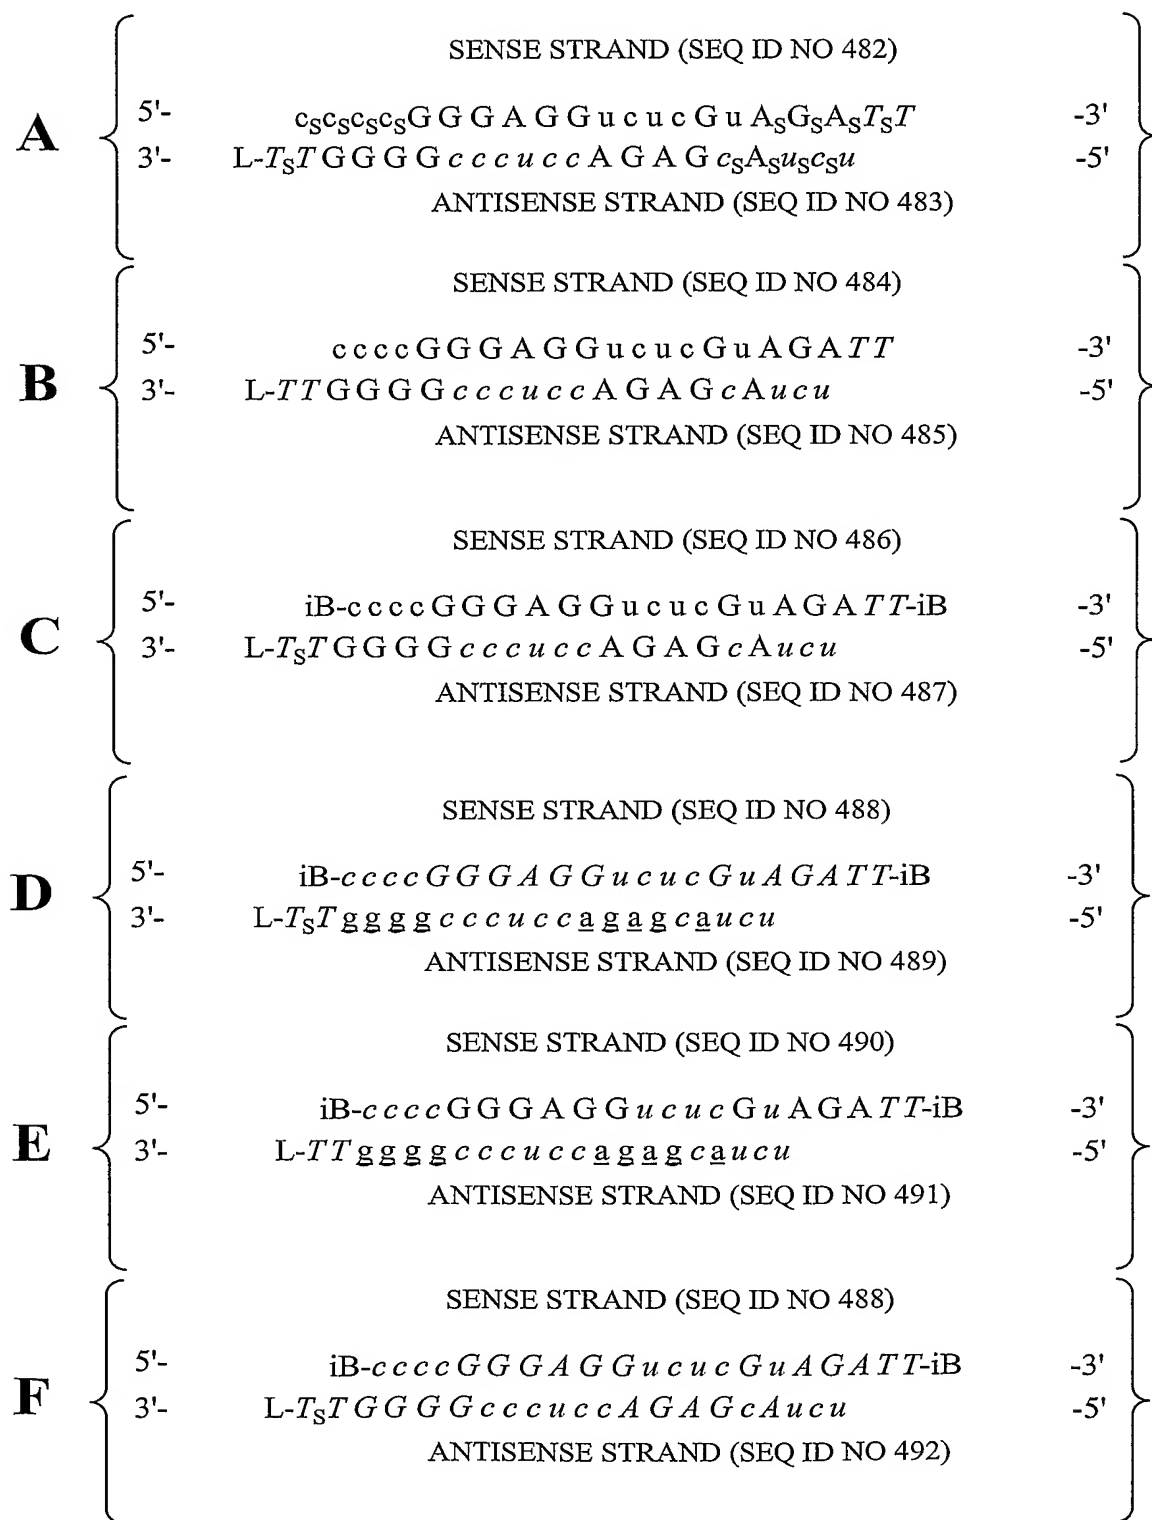 SENSE STRAND (SEQ ID NO 482)
A
5'- cScScScSG G G A G G u c u c G u ASGSASTST -3'
3'- L-TST G G G G c c c u c c A G A G cSASuScSu -5'
ANTISENSE STRAND (SEQ ID NO 483)
SENSE STRAND (SEQ ID NO 484)
B
5'- c c c c G G G A G G u c u c G u A G A T T -3'
3'- L-T T G G G G c c c u c c A G A G c A u c u -5'
ANTISENSE STRAND (SEQ ID NO 485)
SENSE STRAND (SEQ ID NO 486)
C
5'- iB-c c c c G G G A G G u c u c G u A G A T T-iB -3'
3'- L-TST G G G G c c c u c c A G A G c A u c u -5'
ANTISENSE STRAND (SEQ ID NO 487)
SENSE STRAND (SEQ ID NO 488)
D
5'- iB-c c c c G G G A G G u c u c G u A G A T T-iB -3'
3'- L-TST g g g g c c c u c c a g a g c a u c u -5'
ANTISENSE STRAND (SEQ ID NO 489)
SENSE STRAND (SEQ ID NO 490)
E
5'- iB-c c c c G G G A G G u c u c G u A G A T T-iB -3'
3'- L-T T g g g g c c c u c c a g a g c a u c u -5'
ANTISENSE STRAND (SEQ ID NO 491)
SENSE STRAND (SEQ ID NO 488)
F
5'- iB-c c c c G G G A G G u c u c G u A G A T T-iB -3'
3'- L-TST G G G G c c c u c c A G A G c A u c u -5'
ANTISENSE STRAND (SEQ ID NO 492)